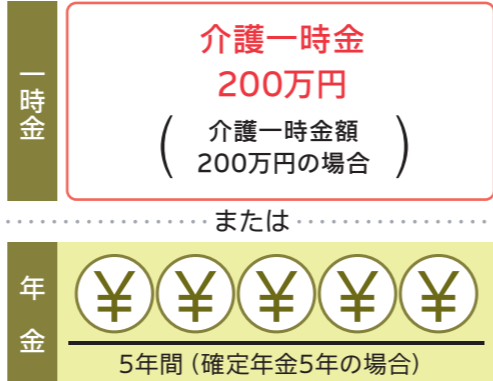 一時金
介護一時金
200万円
(介護一時金額
200万円の場合)
または
年金
¥ ¥ ¥ ¥ ¥
5年間(確定年金5年の場合)